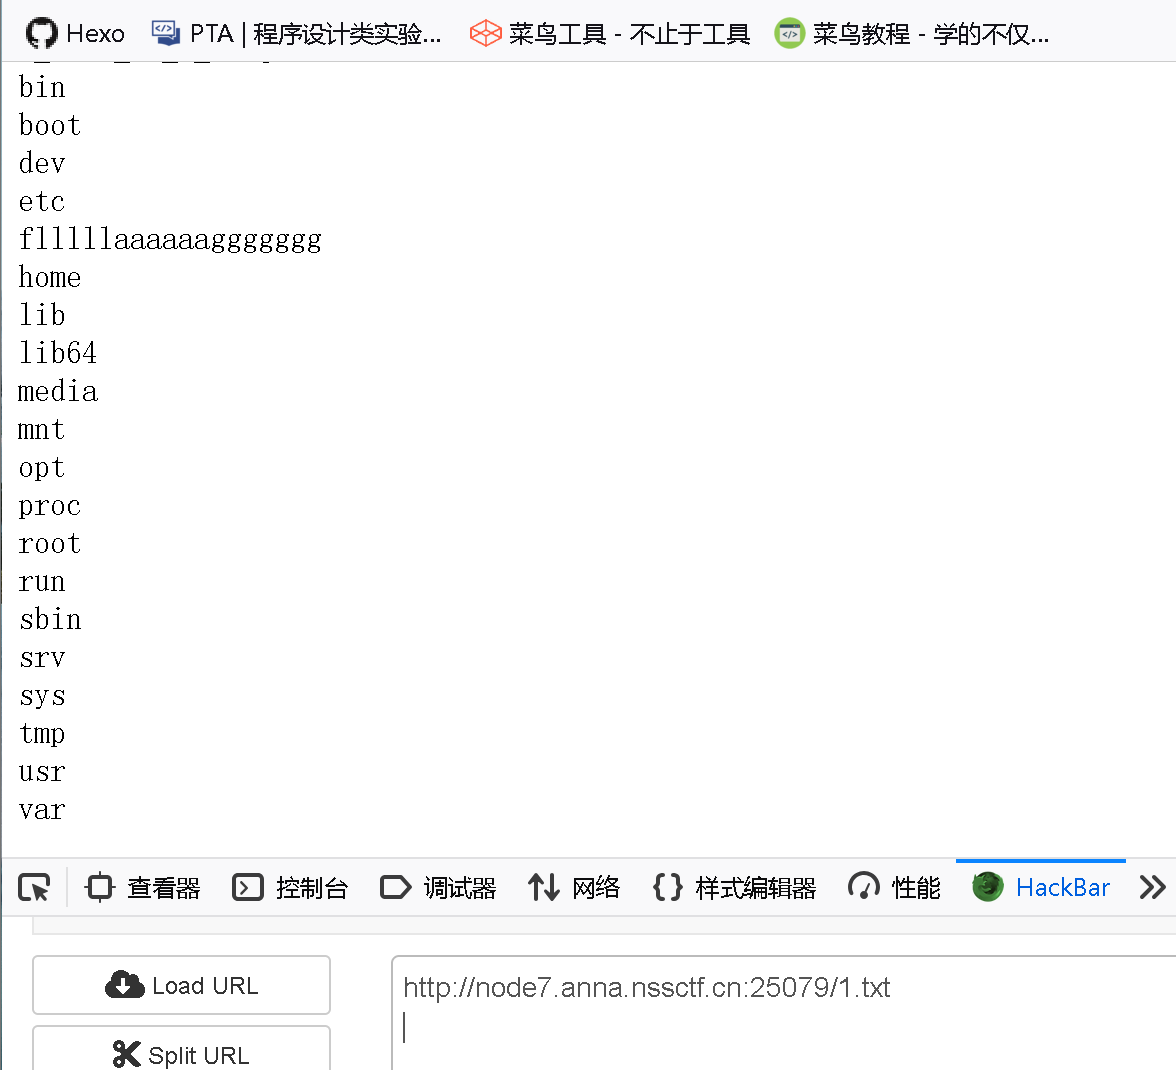 Hexo PTA | 程序设计类实验... 菜鸟工具 - 不止于工具 菜鸟教程 - 学的不仅...
bin
boot
dev
etc
flllllaaaaaaggggggg
home
lib
lib64
media
mnt
opt
proc
root
run
sbin
srv
sys
tmp
usr
var
查看器 控制台 调试器 网络 样式编辑器 性能 HackBar
Load URL
http://node7.anna.nssctf.cn:25079/1.txt
Split URL